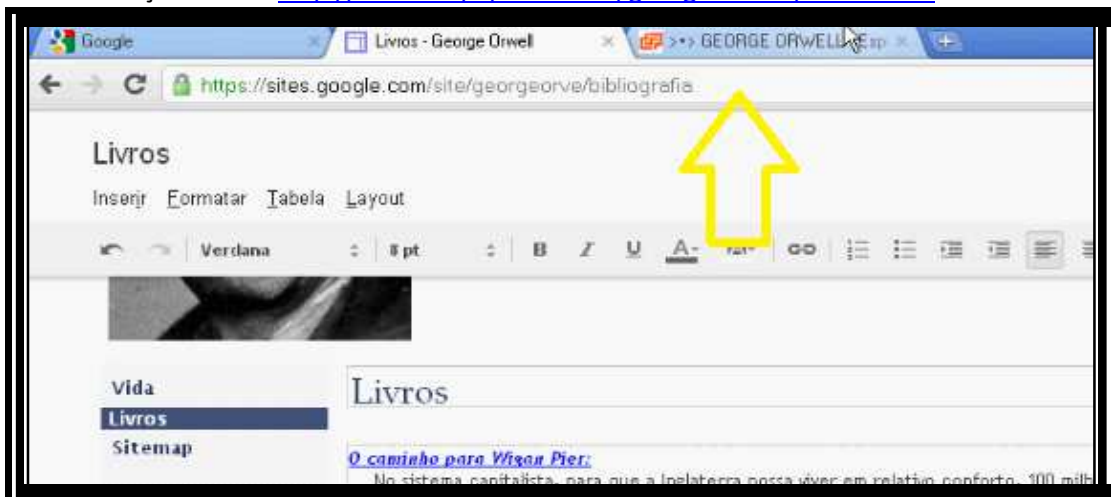 Google Livros - George Orwell >•> GEORGE ORWELL
https://sites.google.com/site/georgeorve/bibliografia
Livros
Inserir Formatar Tabela Layout
Verdana 8 pt B I U A
Vida
Livros
Livros
Sitemap
O caminho para Wigan Pier:
No sistema capitalista, para que a Inglaterra possa viver em relativo conforto, 100